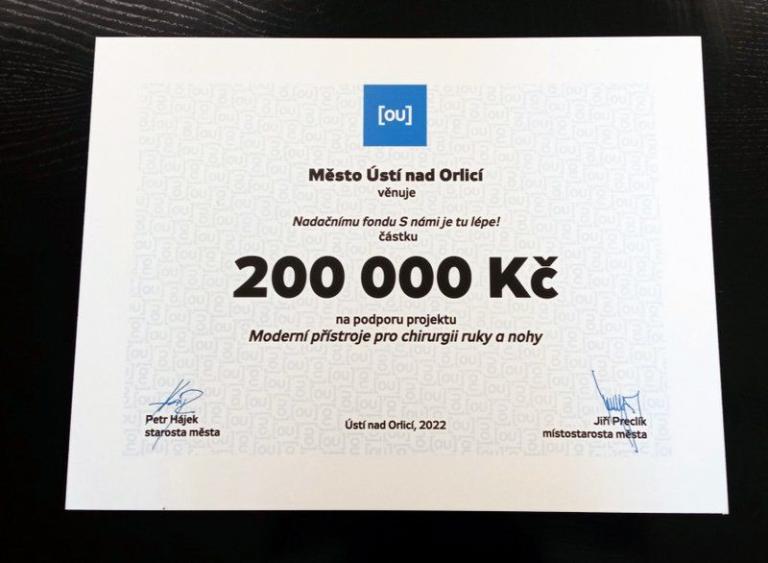 [OU]
Město Ústí nad Orlicí
věnuje
Nadačnímu fondu S námi je tu lépe!
částku
200 000 Kč
na podporu projektu
Moderní přístroje pro chirurgii ruky a nohy
Petr Hájek
starosta města
Ústí nad Orlicí, 2022
Jiří Preclík
místostarosta města